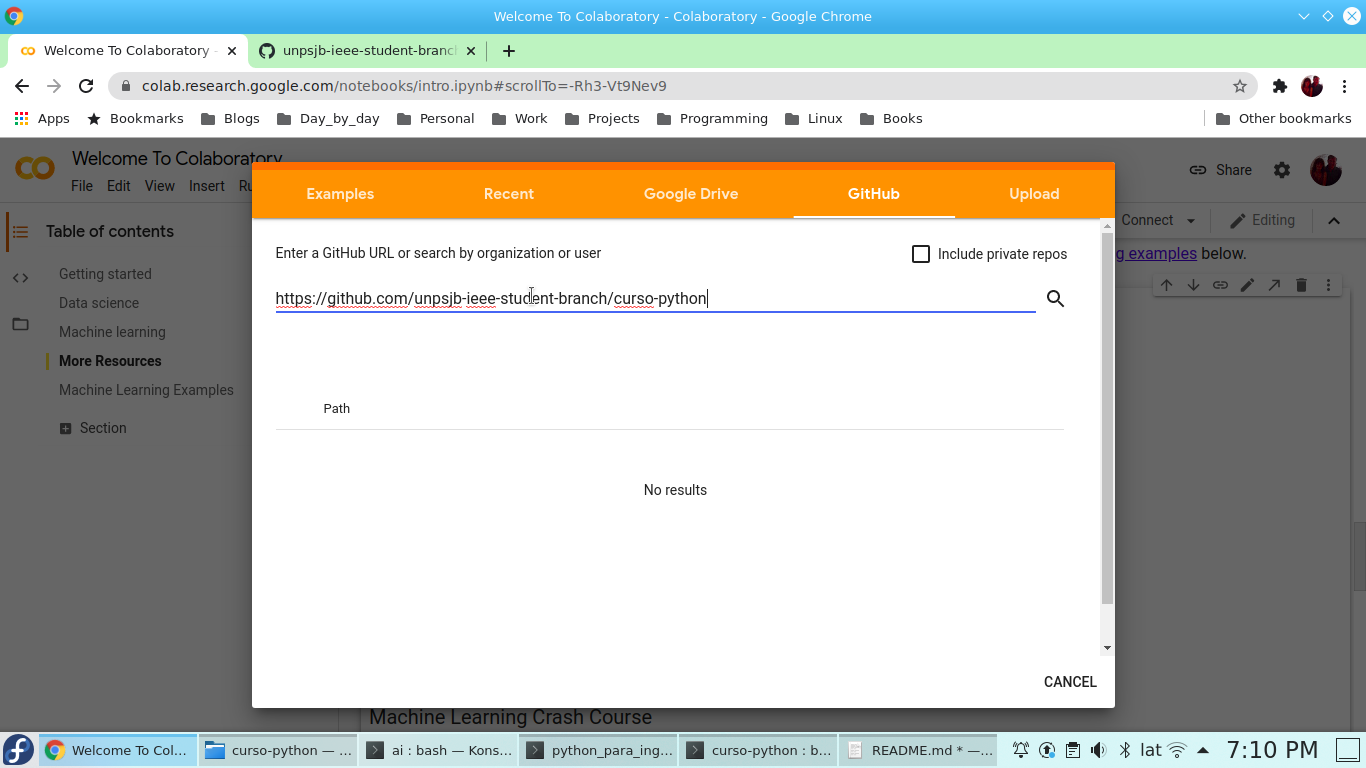 Welcome To Colaboratory - Colaboratory - Google Chrome
Welcome To Colaboratory -
unpsjb-ieee-student-branc
colab.research.google.com/notebooks/intro.ipynb#scrollTo=-Rh3-Vt9Nev9
Apps Bookmarks Blogs Day_by_day Personal Work Projects Programming Linux Books Other bookmarks
Welcome To Colaboratory
File Edit View Insert Ru
Share
Examples Recent Google Drive GitHub Upload
Table of contents
Connect Editing
Getting started
Data science
Machine learning
More Resources
Machine Learning Examples
Section
g examples below.
Enter a GitHub URL or search by organization or user
Include private repos
https://github.com/unpsjb-ieee-student-branch/curso-python
Path
No results
CANCEL
Machine Learning Crash Course
Welcome To Col... curso-python — ... ai : bash — Kons... python_para_ing... curso-python : b... README.md * —... lat 7:10 PM